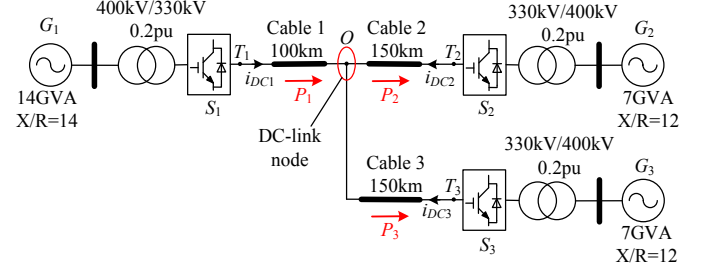 400kV/330kV
0.2pu
G1
14GVA
X/R=14
S1
T1
iDC1
Cable 1
100km
P1
O
DC-link
node
Cable 2
150km
P2
T2
iDC2
S2
330kV/400kV
0.2pu
G2
7GVA
X/R=12
Cable 3
150km
P3
T3
iDC3
S3
330kV/400kV
0.2pu
G3
7GVA
X/R=12